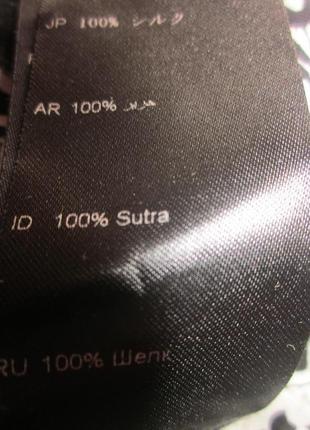 JP 100% シルク
AR 100% حرير
ID 100% Sutra
RU 100% Шелк